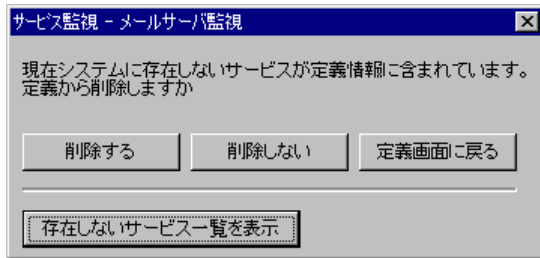 サービス監視 - メールサーバ監視
現在システムに存在しないサービスが定義情報に含まれています。
定義から削除しますか
削除する 削除しない 定義画面に戻る
存在しないサービス一覧を表示